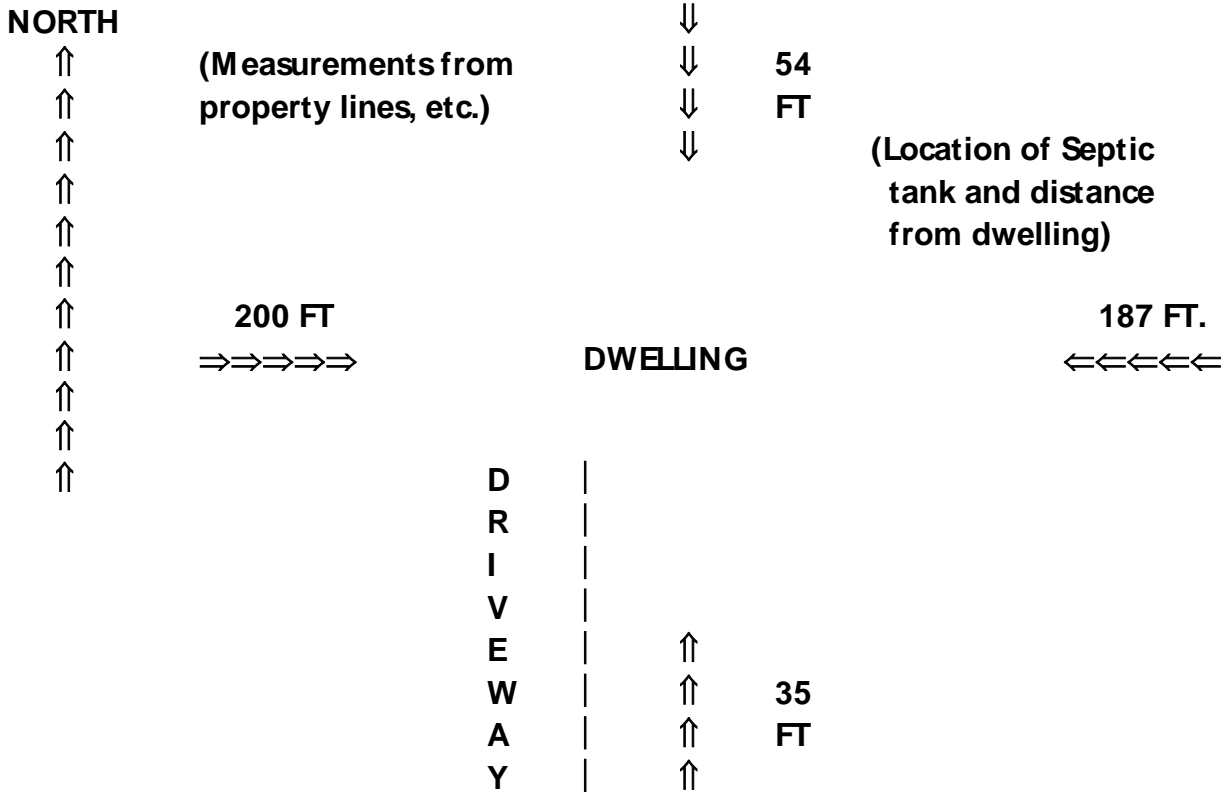 NORTH ⇓
⇑ (Measurements from ⇓ 54
⇑ property lines, etc.) ⇓ FT
⇑ ⇓ (Location of Septic
⇑ tank and distance
⇑ from dwelling)
⇑
⇑ 200 FT 187 FT.
⇑ ⇒⇒⇒⇒⇒ DWELLING ⇐⇐⇐⇐⇐
⇑
⇑
⇑ D |
R |
I |
V |
E | ⇑
W | ⇑ 35
A | ⇑ FT
Y | ⇑